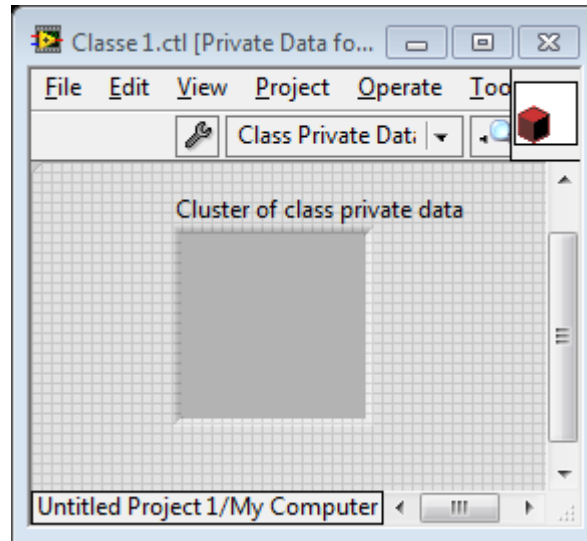 Classe 1.ctl [Private Data fo...
File Edit View Project Operate Too
Class Private Dat
Cluster of class private data
Untitled Project 1/My Computer